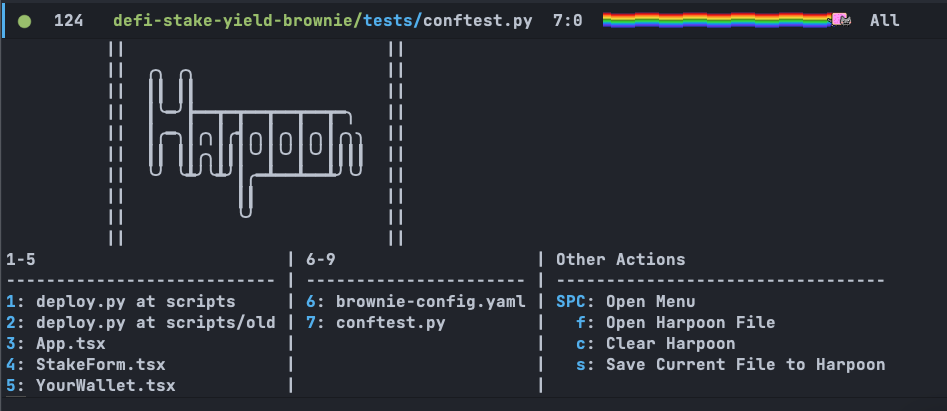 124 defi-stake-yield-brownie/tests/conftest.py 7:0 All
Harpoon
1-5 | 6-9 | Other Actions
--------------------------- | ---------------------- | ---------------------------------
1: deploy.py at scripts | 6: brownie-config.yaml | SPC: Open Menu
2: deploy.py at scripts/old | 7: conftest.py | f: Open Harpoon File
3: App.tsx | | c: Clear Harpoon
4: StakeForm.tsx | | s: Save Current File to Harpoon
5: YourWallet.tsx | |